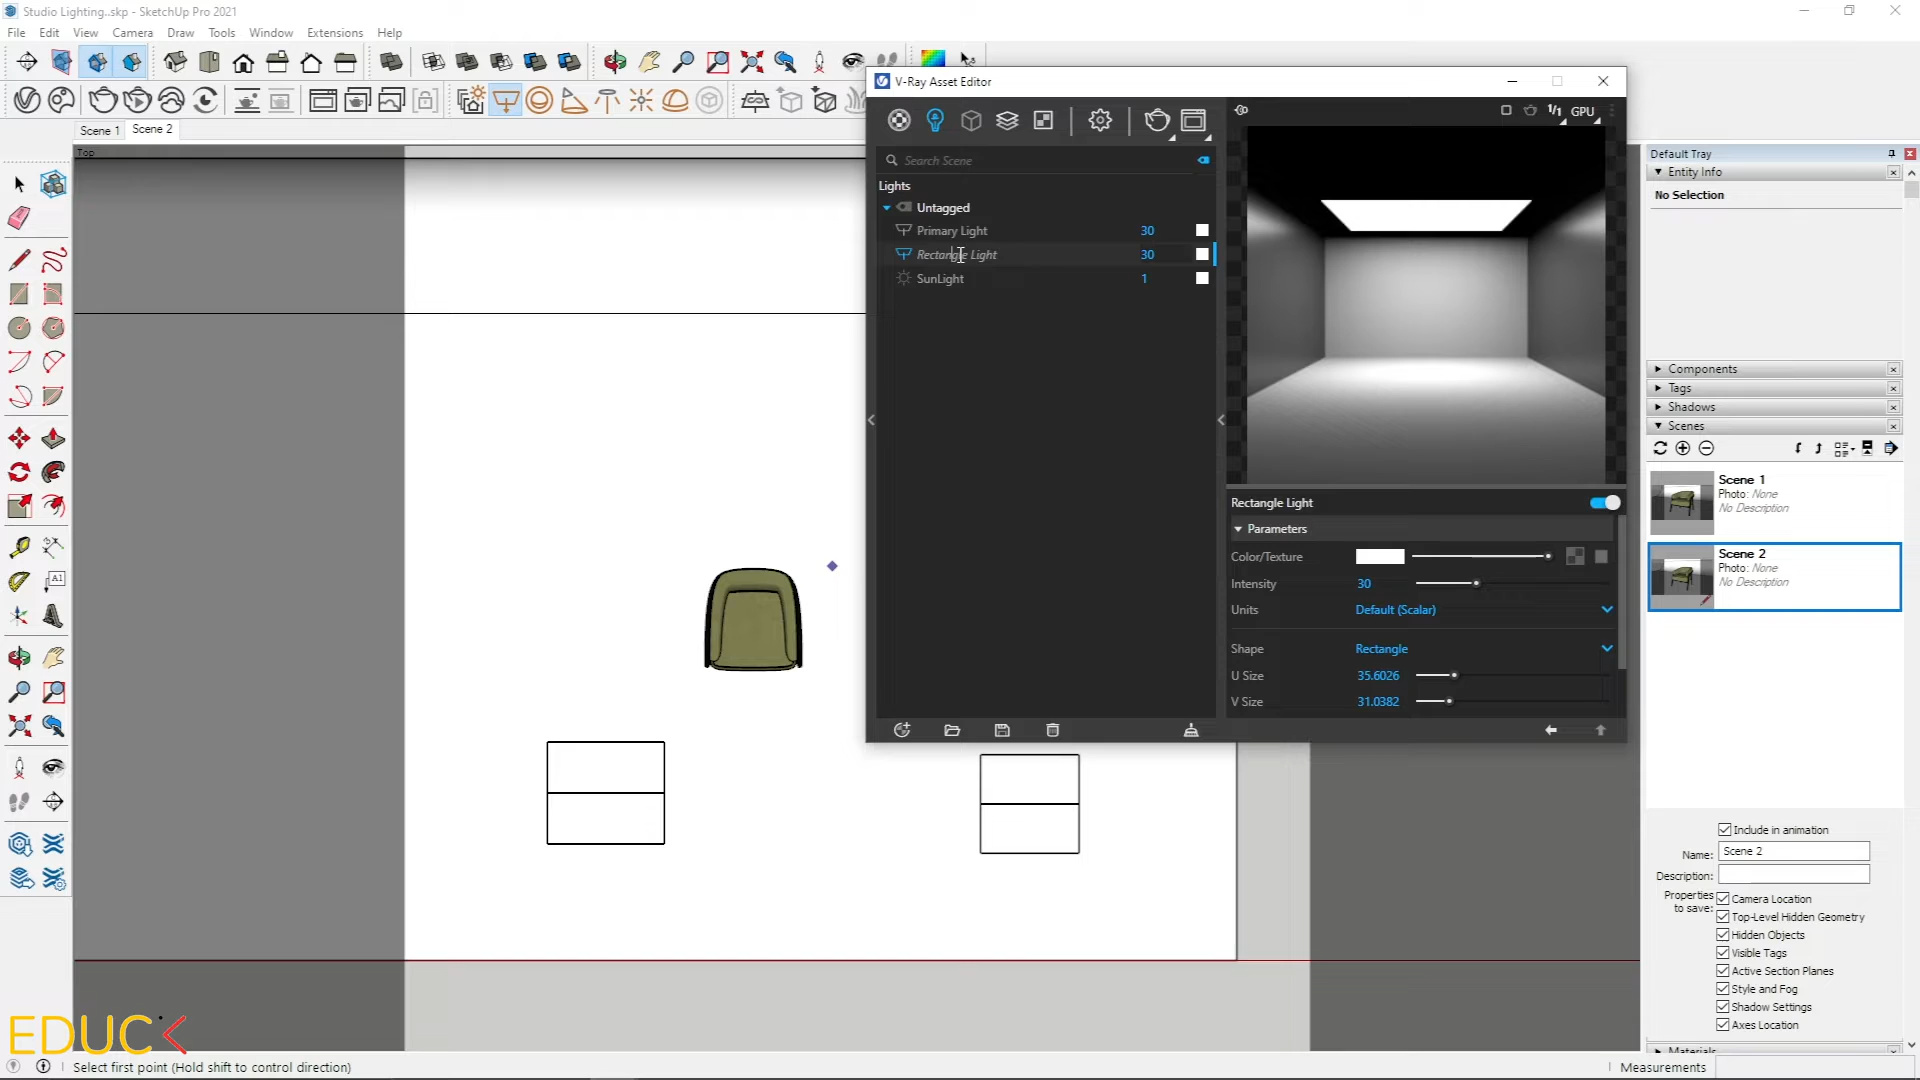 Studio Lighting..skp - SketchUp Pro 2021
File Edit View Camera Draw Tools Window Extensions Help
Scene 1 Scene 2
Top
V-Ray Asset Editor
Search Scene
Lights
Untagged
Primary Light 30
Rectangle Light 30
SunLight 1
1/1 GPU
Rectangle Light
Parameters
Color/Texture
Intensity 30
Units Default (Scalar)
Shape Rectangle
U Size 35.6026
V Size 31.0382
Default Tray
Entity Info
No Selection
Components
Tags
Shadows
Scenes
Scene 1
Photo: None
No Description
Scene 2
Photo: None
No Description
Include in animation
Name: Scene 2
Description:
Properties to save:
Camera Location
Top-Level Hidden Geometry
Hidden Objects
Visible Tags
Active Section Planes
Style and Fog
Shadow Settings
Axes Location
Materials
A1
EDUC
Select first point (Hold shift to control direction)
Measurements